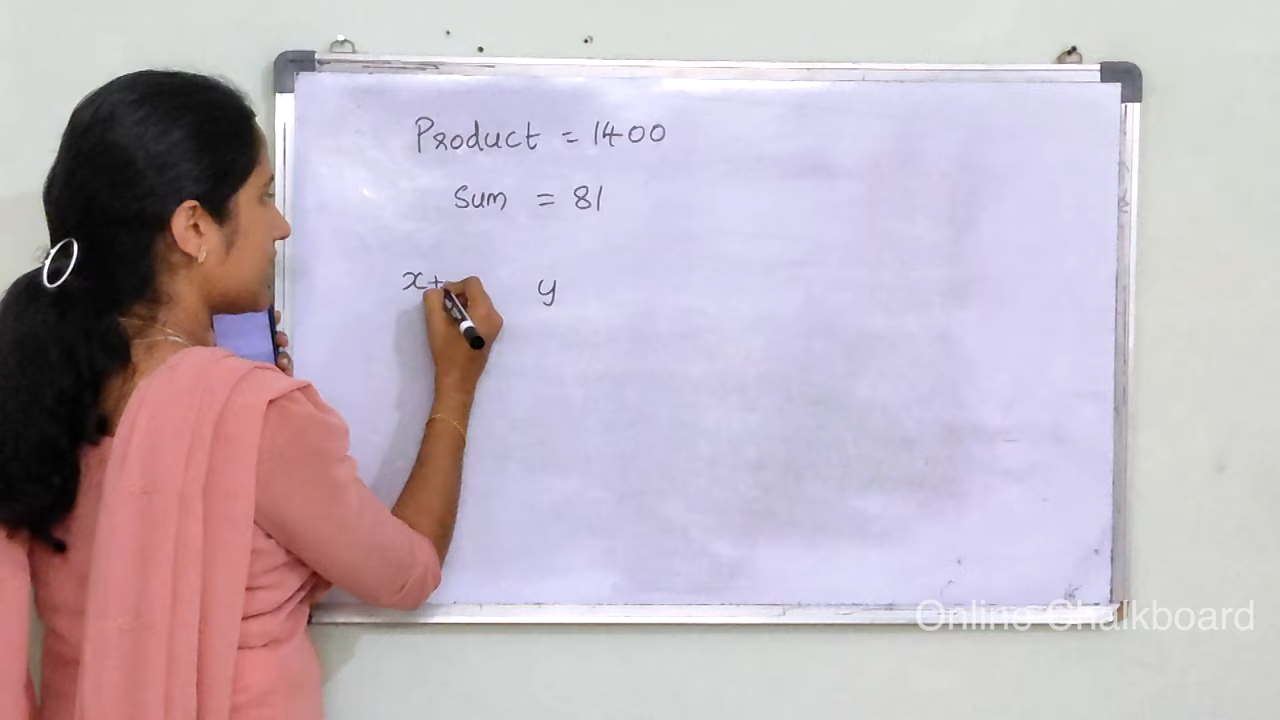 Product = 1400
Sum = 81
x+ y
Online Chalkboard